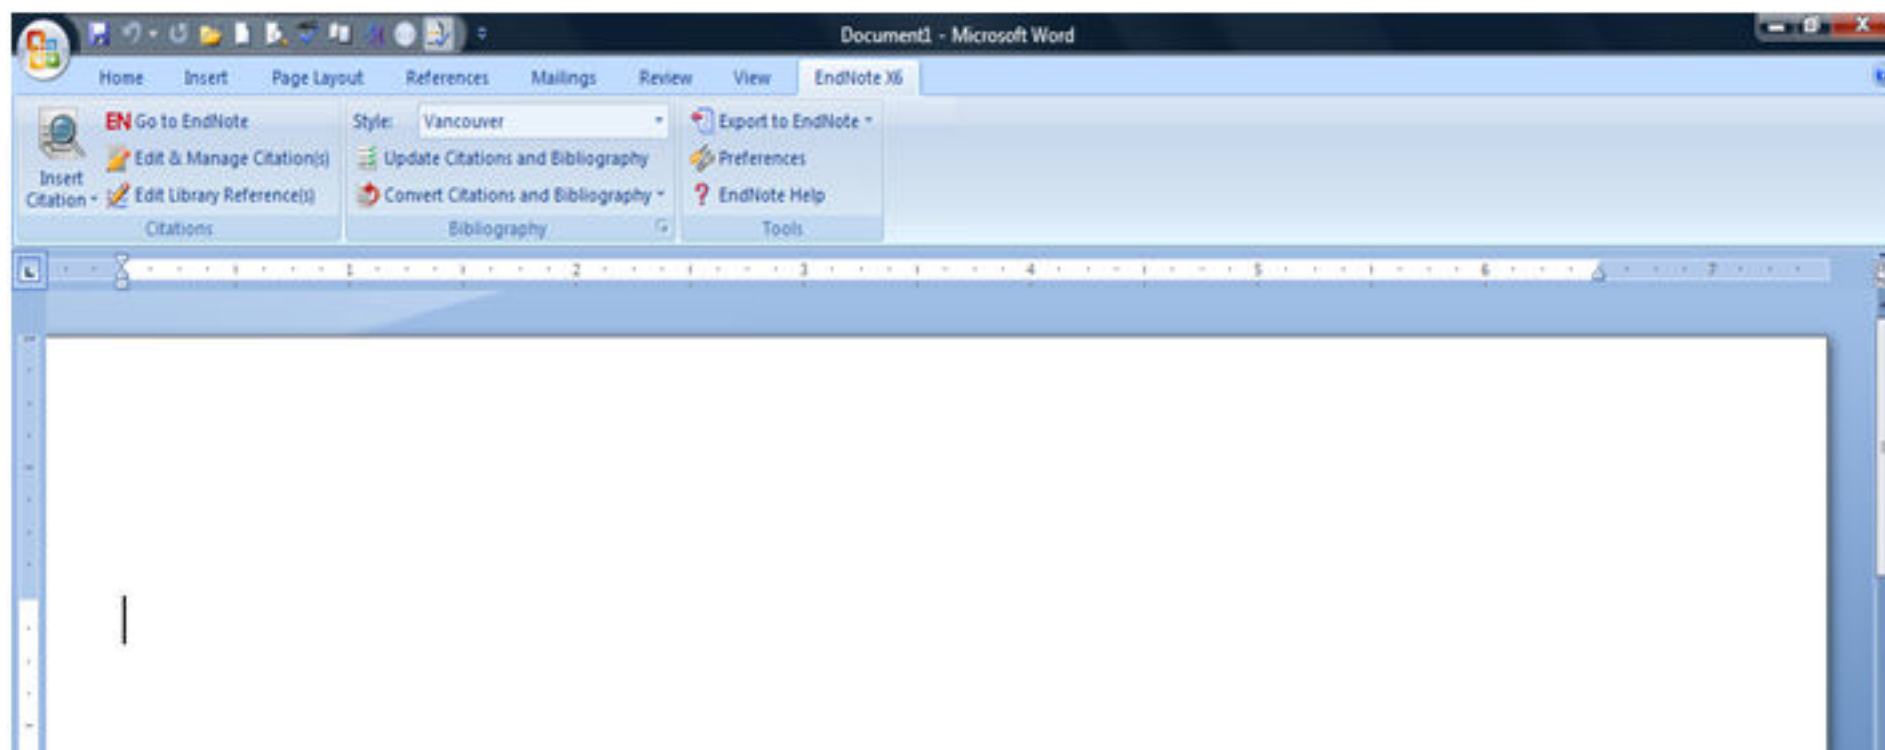 Document1 - Microsoft Word
Home Insert Page Layout References Mailings Review View EndNote X6
EN Go to EndNote Style: Vancouver Export to EndNote
Edit & Manage Citation(s) Update Citations and Bibliography Preferences
Insert Citation Edit Library Reference(s) Convert Citations and Bibliography ? EndNote Help
Citations Bibliography Tools
1 2 3 4 5 6 7